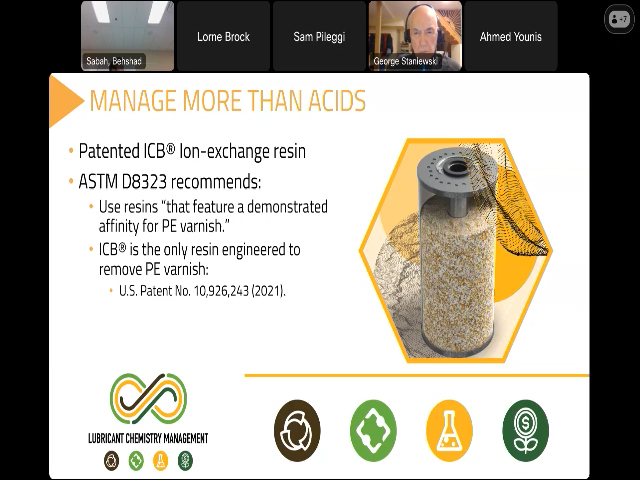 +7
Sabah, Behshad
Lorne Brock
Sam Pileggi
George Staniewski
Ahmed Younis
MANAGE MORE THAN ACIDS
• Patented ICB® Ion-exchange resin
• ASTM D8323 recommends:
• Use resins “that feature a demonstrated
affinity for PE varnish.”
• ICB® is the only resin engineered to
remove PE varnish:
• U.S. Patent No. 10,926,243 (2021).
LUBRICANT CHEMISTRY MANAGEMENT
$